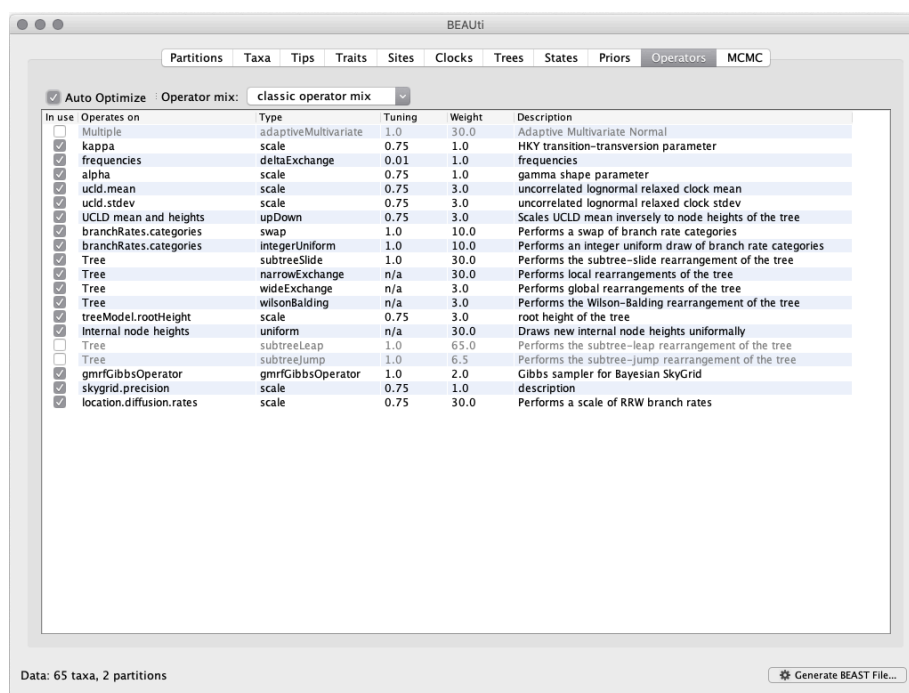 BEAUti
Partitions Taxa Tips Traits Sites Clocks Trees States Priors Operators MCMC
Auto Optimize Operator mix: classic operator mix
In use Operates on Type Tuning Weight Description
Multiple adaptiveMultivariate 1.0 30.0 Adaptive Multivariate Normal
kappa scale 0.75 1.0 HKY transition-transversion parameter
frequencies deltaExchange 0.01 1.0 frequencies
alpha scale 0.75 1.0 gamma shape parameter
ucld.mean scale 0.75 3.0 uncorrelated lognormal relaxed clock mean
ucld.stdev scale 0.75 3.0 uncorrelated lognormal relaxed clock stdev
UCLD mean and heights upDown 0.75 3.0 Scales UCLD mean inversely to node heights of the tree
branchRates.categories swap 1.0 10.0 Performs a swap of branch rate categories
branchRates.categories integerUniform 1.0 10.0 Performs an integer uniform draw of branch rate categories
Tree subtreeSlide 1.0 30.0 Performs the subtree-slide rearrangement of the tree
Tree narrowExchange n/a 30.0 Performs local rearrangements of the tree
Tree wideExchange n/a 3.0 Performs global rearrangements of the tree
Tree wilsonBalding n/a 3.0 Performs the Wilson-Balding rearrangement of the tree
treeModel.rootHeight scale 0.75 3.0 root height of the tree
Internal node heights uniform n/a 30.0 Draws new internal node heights uniformly
Tree subtreeLeap 1.0 65.0 Performs the subtree-leap rearrangement of the tree
Tree subtreeJump 1.0 6.5 Performs the subtree-jump rearrangement of the tree
gmrfGibbsOperator gmrfGibbsOperator 1.0 2.0 Gibbs sampler for Bayesian SkyGrid
skygrid.precision scale 0.75 1.0 description
location.diffusion.rates scale 0.75 30.0 Performs a scale of RRW branch rates
Data: 65 taxa, 2 partitions Generate BEAST File...